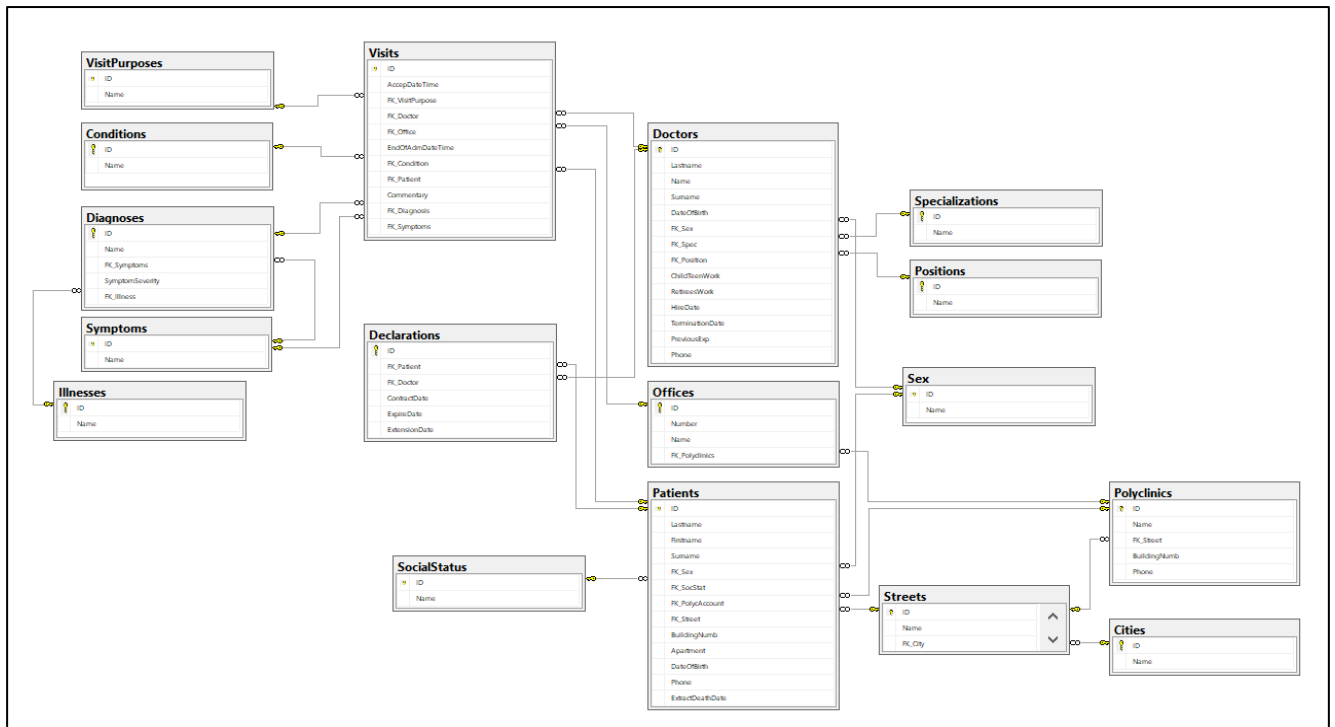 VisitPurposes
ID
Name
Conditions
ID
Name
Diagnoses
ID
Name
FK_Symptoms
SymptomSeverity
FK_Illness
Symptoms
ID
Name
Illnesses
ID
Name
Visits
ID
AccepDateTime
FK_VisitPurpose
FK_Doctor
FK_Office
EndOfAdmDateTime
FK_Condition
FK_Patient
Commentary
FK_Diagnosis
FK_Symptoms
Declarations
ID
FK_Patient
FK_Doctor
ContractDate
ExpireDate
ExtensionDate
SocialStatus
ID
Name
Doctors
ID
Lastname
Name
Surname
DateOfBirth
FK_Sex
FK_Spec
FK_Position
ChildTeenWork
RetireesWork
HireDate
TerminationDate
PreviousExp
Phone
Offices
ID
Number
Name
FK_Polyclinics
Patients
ID
Lastname
Firstname
Surname
FK_Sex
FK_SocStat
FK_PolycAccount
FK_Street
BuildingNumb
Apartment
DateOfBirth
Phone
ExtractDeathDate
Specializations
ID
Name
Positions
ID
Name
Sex
ID
Name
Streets
ID
Name
FK_City
Polyclinics
ID
Name
FK_Street
BuildingNumb
Phone
Cities
ID
Name